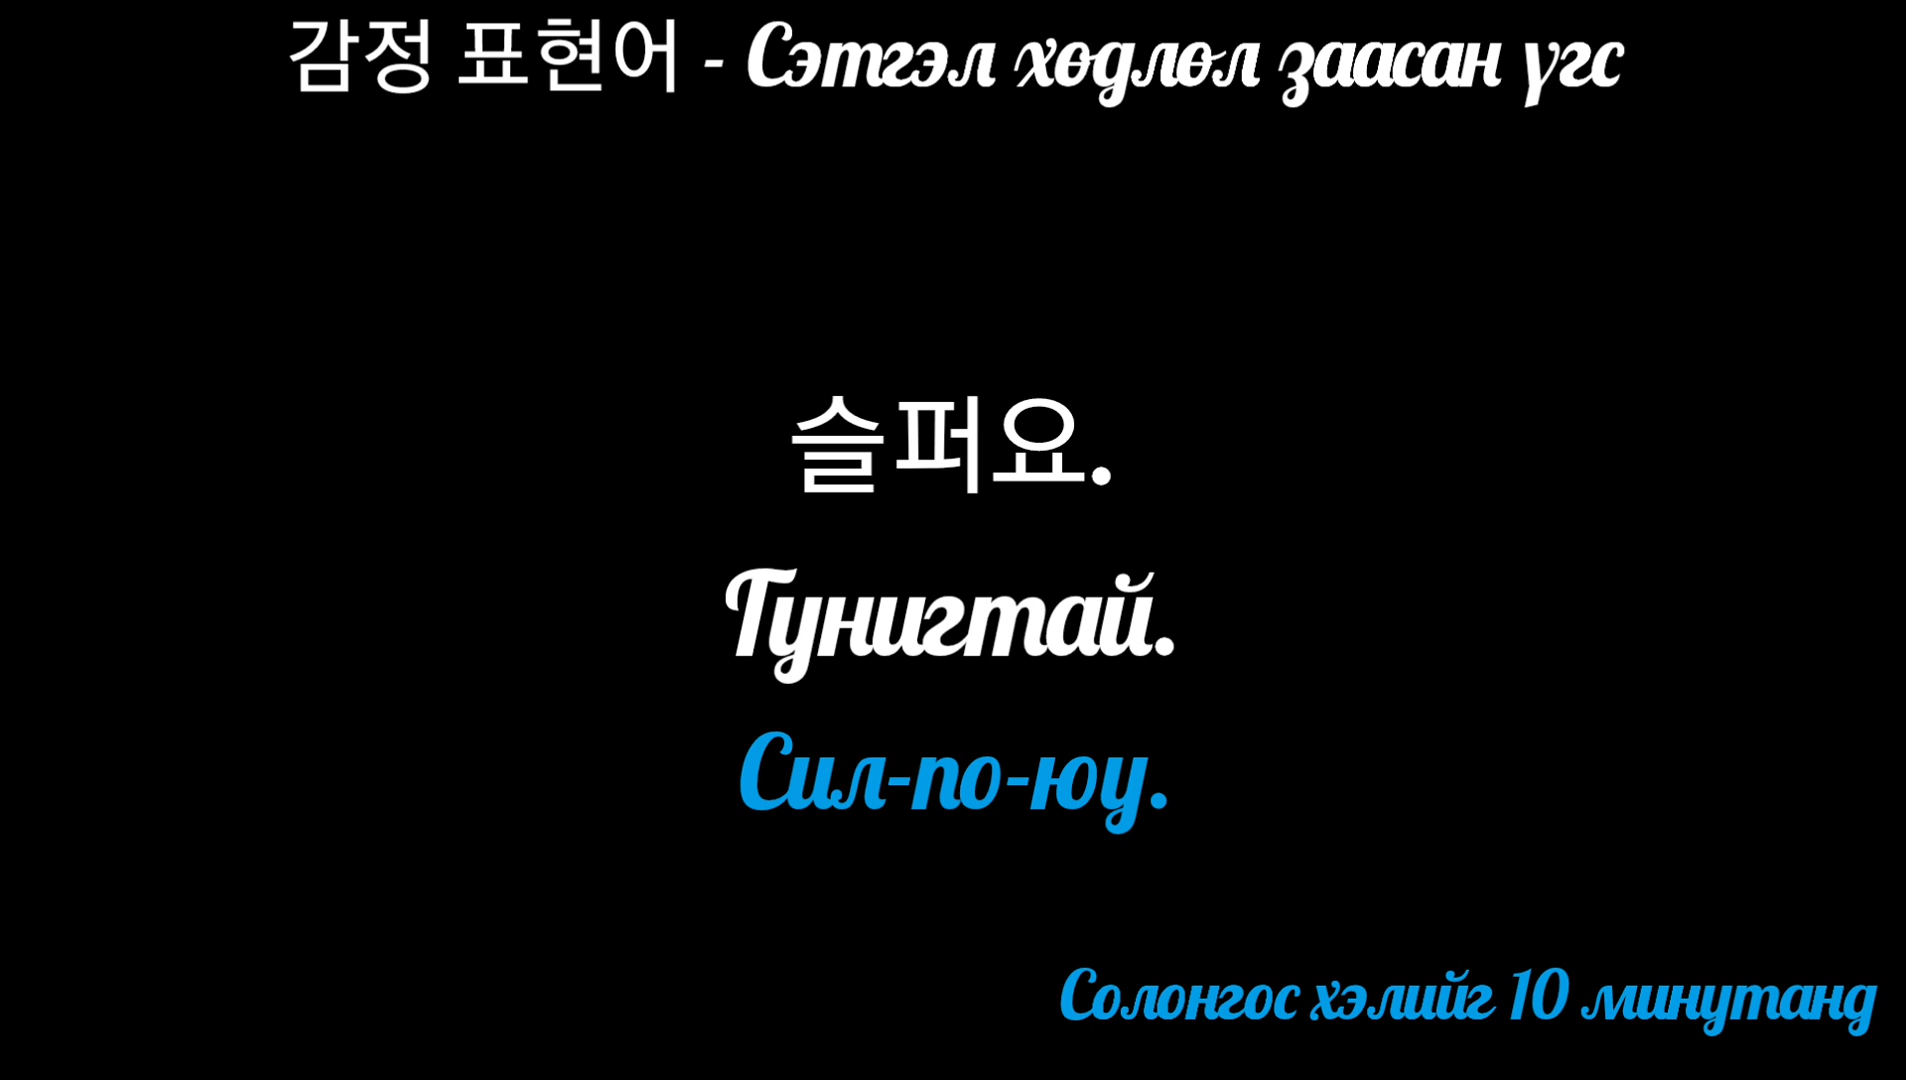 감정 표현어 - Сэтгэл хөдлөл заасан үгс
슬퍼요.
Тунигтай.
Сил-по-юу.
Солонгос хэлийг 10 минутанд